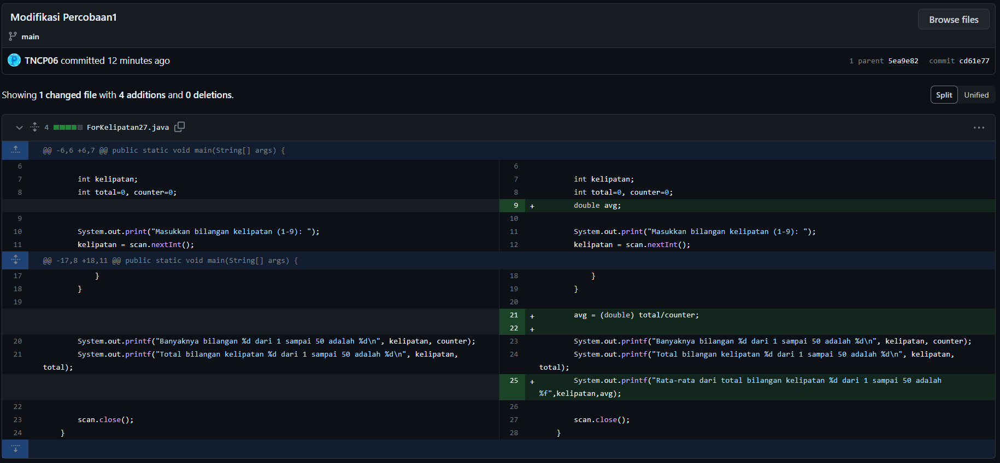 Modifikasi Percobaan1
Browse files
main
TNCP06 committed 12 minutes ago
1 parent 5ea9e82 commit cd61e77
Showing 1 changed file with 4 additions and 0 deletions.
Split Unified
4 ForKelipatan27.java
@@ -6,6 +6,7 @@ public static void main(String[] args) {
6 6
7 int kelipatan; 7 int kelipatan;
8 int total=0, counter=0; 8 int total=0, counter=0;
9 + double avg;
9 10
10 System.out.print("Masukkan bilangan kelipatan (1-9): "); 11 System.out.print("Masukkan bilangan kelipatan (1-9): ");
11 kelipatan = scan.nextInt(); 12 kelipatan = scan.nextInt();
@@ -17,8 +18,11 @@ public static void main(String[] args) {
17 } 18 }
18 } 19 }
19 20
21 + avg = (double) total/counter;
22 +
20 System.out.printf("Banyaknya bilangan %d dari 1 sampai 50 adalah %d\n", kelipatan, counter); 23 System.out.printf("Banyaknya bilangan %d dari 1 sampai 50 adalah %d\n", kelipatan, counter);
21 System.out.printf("Total bilangan kelipatan %d dari 1 sampai 50 adalah %d\n", kelipatan, 24 System.out.printf("Total bilangan kelipatan %d dari 1 sampai 50 adalah %d\n", kelipatan,
total); total);
25 + System.out.printf("Rata-rata dari total bilangan kelipatan %d dari 1 sampai 50 adalah
%f",kelipatan,avg);
22 26
23 scan.close(); 27 scan.close();
24 } 28 }